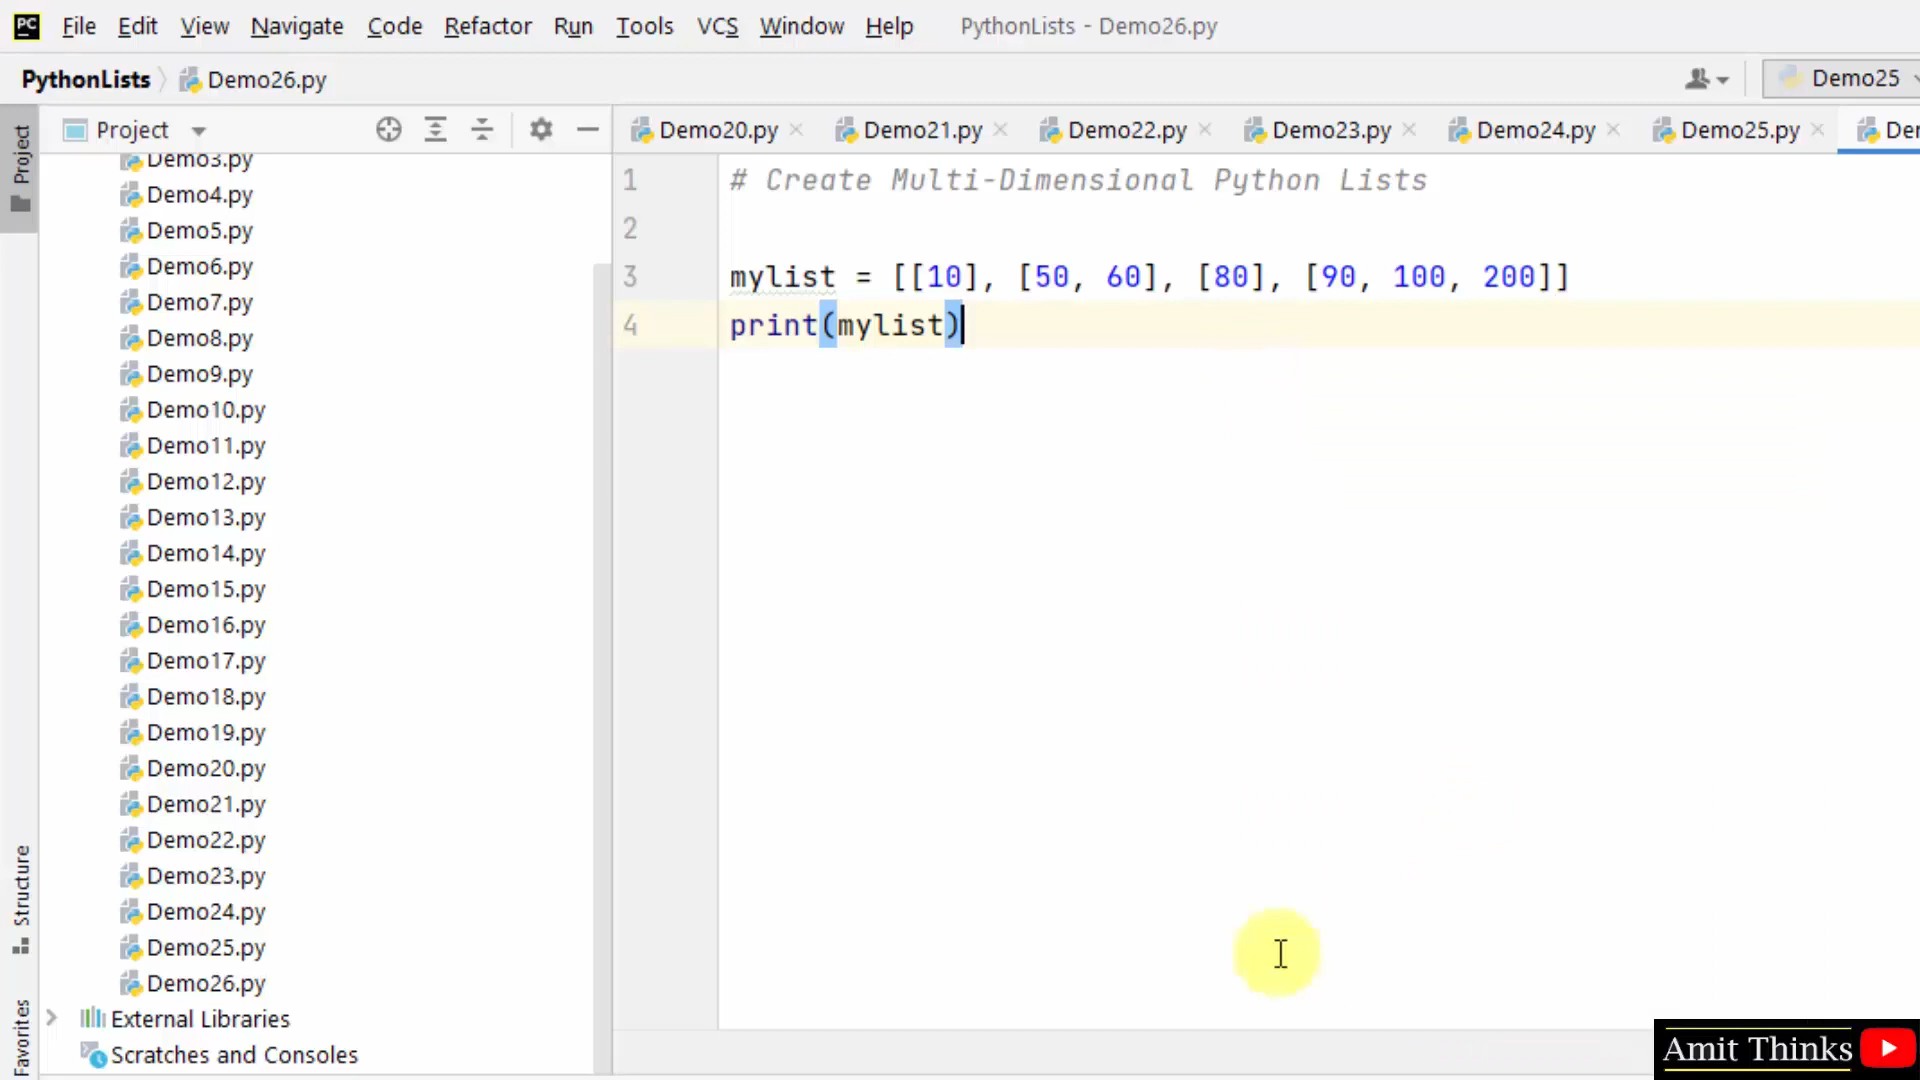 PC File Edit View Navigate Code Refactor Run Tools VCS Window Help PythonLists - Demo26.py
PythonLists Demo26.py Demo25
Project Demo20.py Demo21.py Demo22.py Demo23.py Demo24.py Demo25.py
Project
Demo3.py
Demo4.py
Demo5.py
Demo6.py
Demo7.py
Demo8.py
Demo9.py
Demo10.py
Demo11.py
Demo12.py
Demo13.py
Demo14.py
Demo15.py
Demo16.py
Demo17.py
Demo18.py
Demo19.py
Demo20.py
Demo21.py
Demo22.py
Demo23.py
Demo24.py
Demo25.py
Demo26.py
External Libraries
Scratches and Consoles
Structure
Favorites
1 # Create Multi-Dimensional Python Lists
2
3 mylist = [[10], [50, 60], [80], [90, 100, 200]]
4 print(mylist)
Amit Thinks